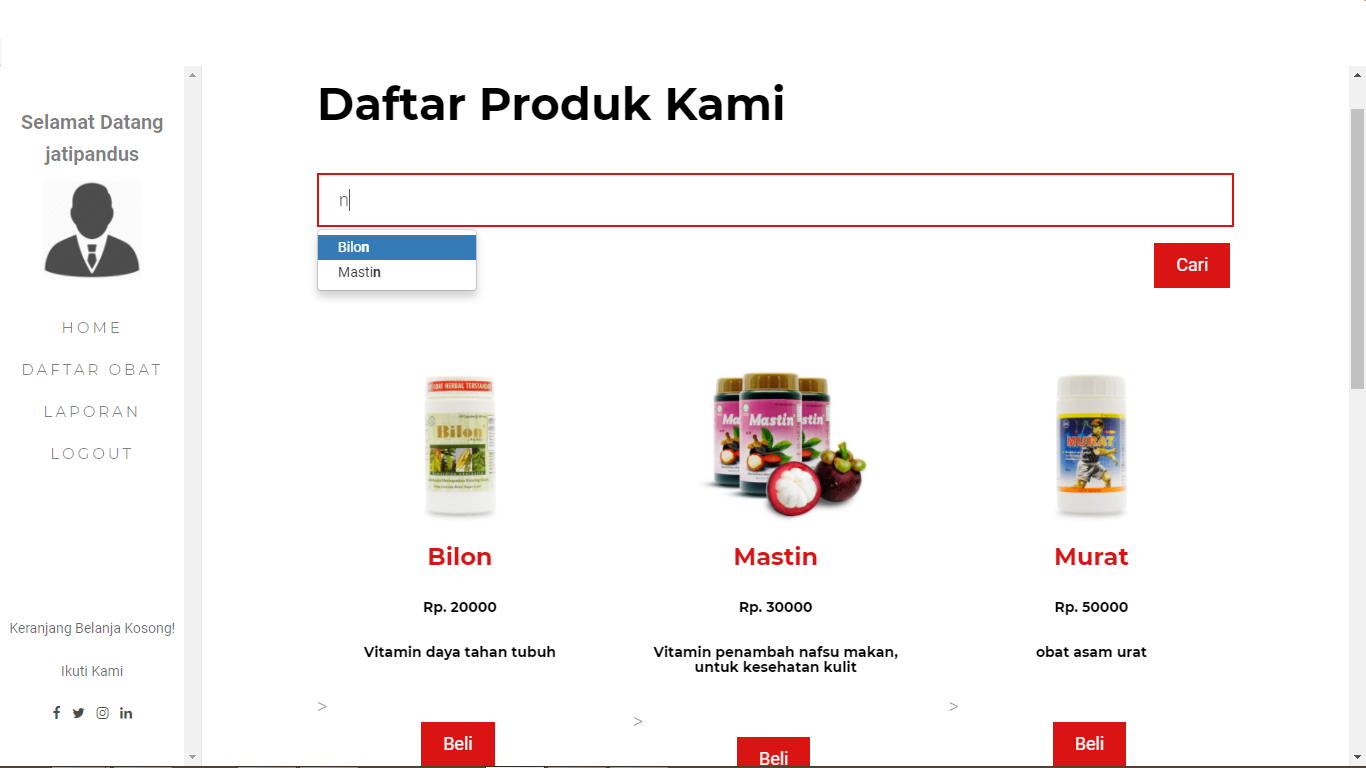 Selamat Datang
jatipandus
HOME
DAFTAR OBAT
LAPORAN
LOGOUT
Keranjang Belanja Kosong!
Ikuti Kami
Daftar Produk Kami
n
Bilon
Mastin
Cari
OBAT HERBAL TERSTANDAR
Bilon
Mastin
MURAT
Bilon
Mastin
Murat
Rp. 20000
Rp. 30000
Rp. 50000
Vitamin daya tahan tubuh
Vitamin penambah nafsu makan,
untuk kesehatan kulit
obat asam urat
>
>
>
Beli
Beli
Beli